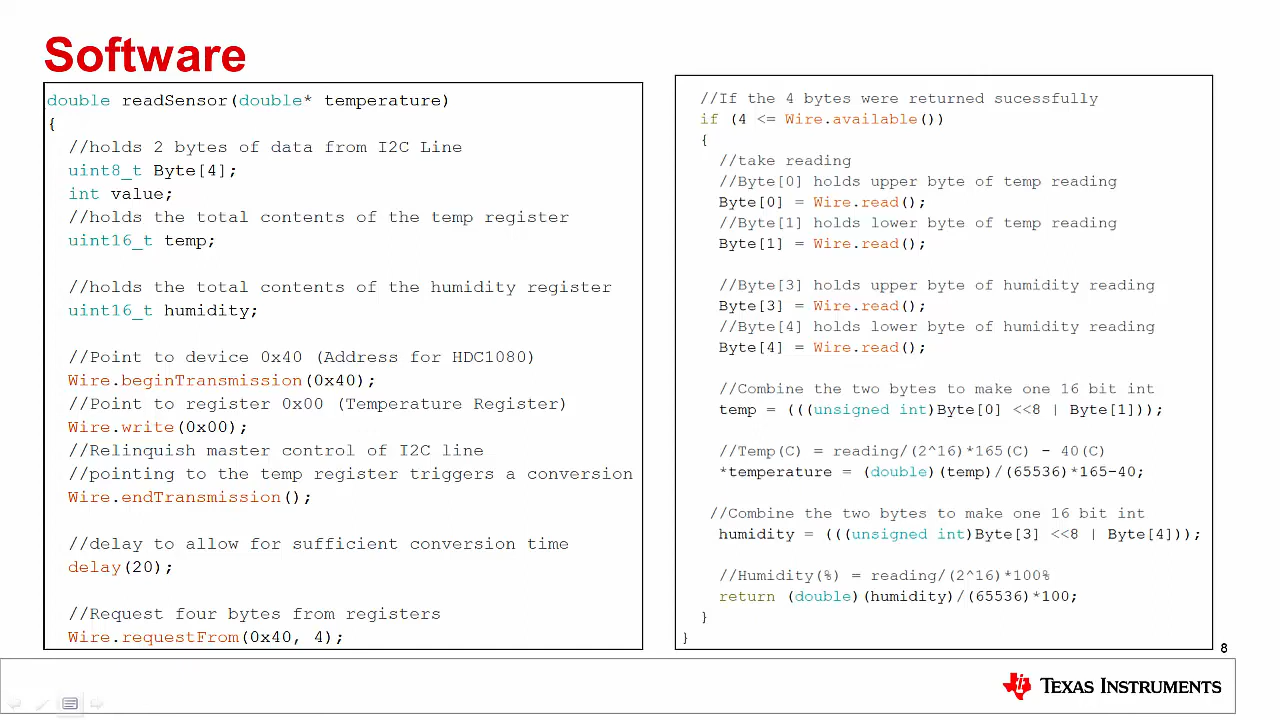 Software
double readSensor(double* temperature)
{
//holds 2 bytes of data from I2C Line
uint8_t Byte[4];
int value;
//holds the total contents of the temp register
uint16_t temp;
//holds the total contents of the humidity register
uint16_t humidity;
//Point to device 0x40 (Address for HDC1080)
Wire.beginTransmission(0x40);
//Point to register 0x00 (Temperature Register)
Wire.write(0x00);
//Relinquish master control of I2C line
//pointing to the temp register triggers a conversion
Wire.endTransmission();
//delay to allow for sufficient conversion time
delay(20);
//Request four bytes from registers
Wire.requestFrom(0x40, 4);
//If the 4 bytes were returned sucessfully
if (4 <= Wire.available())
{
//take reading
//Byte[0] holds upper byte of temp reading
Byte[0] = Wire.read();
//Byte[1] holds lower byte of temp reading
Byte[1] = Wire.read();
//Byte[3] holds upper byte of humidity reading
Byte[3] = Wire.read();
//Byte[4] holds lower byte of humidity reading
Byte[4] = Wire.read();
//Combine the two bytes to make one 16 bit int
temp = (((unsigned int)Byte[0] <<8 | Byte[1]));
//Temp(C) = reading/(2^16)*165(C) - 40(C)
*temperature = (double)(temp)/(65536)*165-40;
//Combine the two bytes to make one 16 bit int
humidity = (((unsigned int)Byte[3] <<8 | Byte[4]));
//Humidity(%) = reading/(2^16)*100%
return (double)(humidity)/(65536)*100;
}
}
8
TEXAS INSTRUMENTS